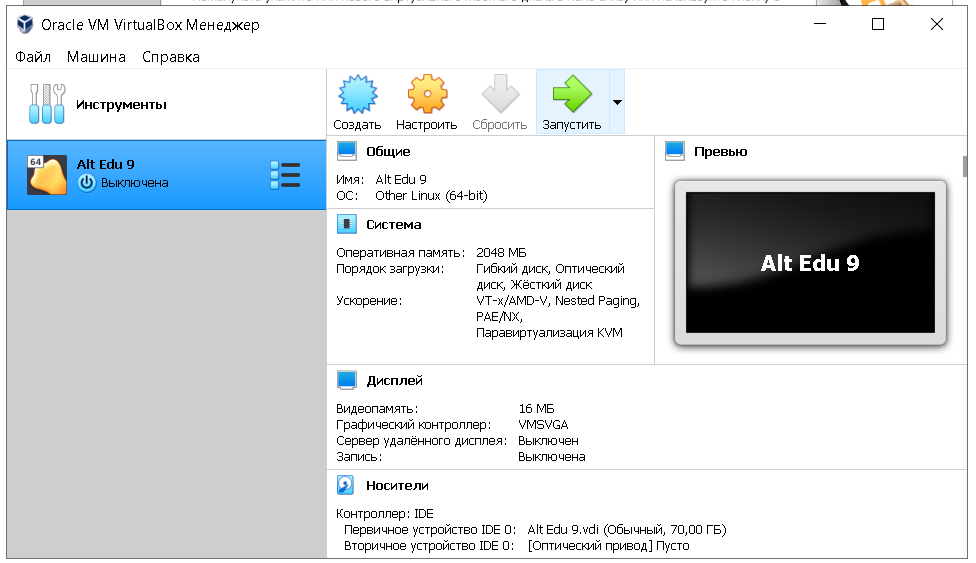 Oracle VM VirtualBox Менеджер
Файл Машина Справка
Инструменты
Создать Настроить Сбросить Запустить
64
Alt Edu 9
Выключена
Общие
Имя: Alt Edu 9
ОС: Other Linux (64-bit)
Превью
Alt Edu 9
Система
Оперативная память: 2048 МБ
Порядок загрузки: Гибкий диск, Оптический
диск, Жёсткий диск
Ускорение: VT-x/AMD-V, Nested Paging,
PAE/NX,
Паравиртуализация KVM
Дисплей
Видеопамять: 16 МБ
Графический контроллер: VMSVGA
Сервер удалённого дисплея: Выключен
Запись: Выключена
Носители
Контроллер: IDE
Первичное устройство IDE 0: Alt Edu 9.vdi (Обычный, 70,00 ГБ)
Вторичное устройство IDE 0: [Оптический привод] Пусто